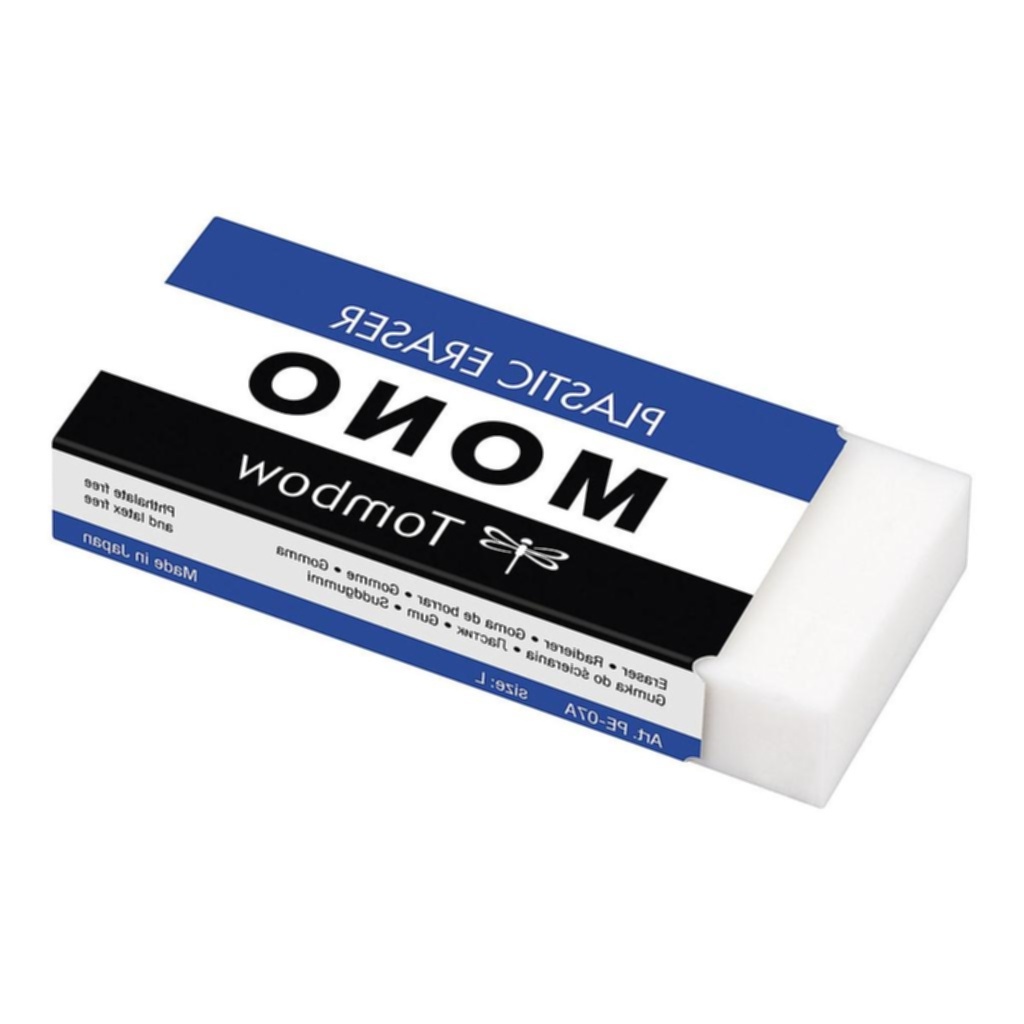 PLASTIC ERASER
MONO
Tombow
Eraser • Radierer • Goma de borrar • Gomme • Gomma
Gumka do ścierania • Ластик • Gum • Suddgummi
Phthalate free
and latex free
Art. PE-07A size: L Made in Japan